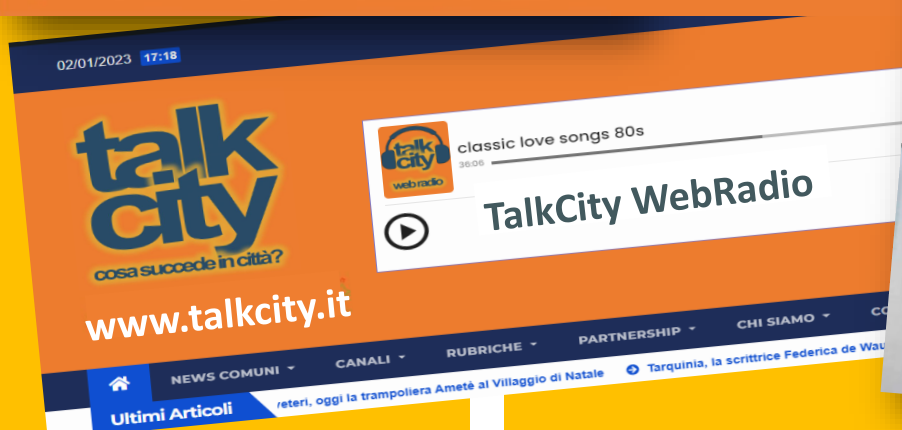 02/01/2023 17:18
talk
city
cosa succede in città?
www.talkcity.it
talk
city
web radio
classic love songs 80s
36:06
TalkCity WebRadio
NEWS COMUNI CANALI RUBRICHE PARTNERSHIP CHI SIAMO
Ultimi Articoli
oggi la trampoliera Ametè al Villaggio di Natale
Tarquinia, la scrittrice Federica de